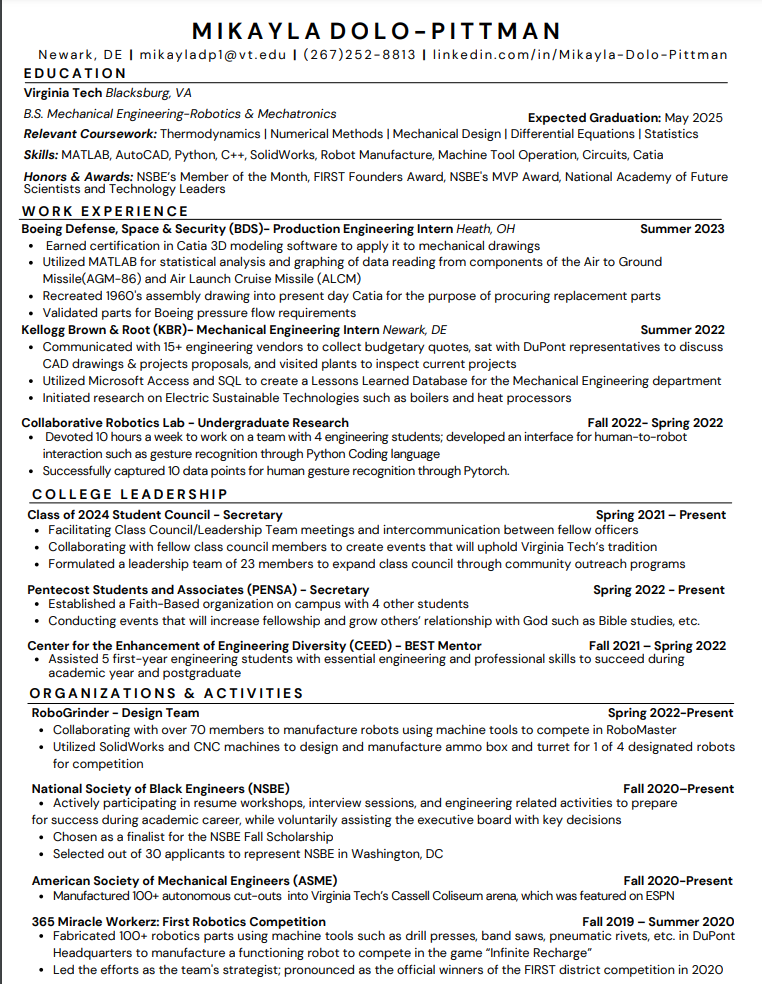 MIKAYLA DOLO-PITTMAN
Newark, DE | mikayladp1@vt.edu | (267)252-8813 | linkedin.com/in/Mikayla-Dolo-Pittman
EDUCATION
Virginia Tech Blacksburg, VA
B.S. Mechanical Engineering-Robotics & Mechatronics
Expected Graduation: May 2025
Relevant Coursework: Thermodynamics | Numerical Methods | Mechanical Design | Differential Equations | Statistics
Skills: MATLAB, AutoCAD, Python, C++, SolidWorks, Robot Manufacture, Machine Tool Operation, Circuits, Catia
Honors & Awards: NSBE's Member of the Month, FIRST Founders Award, NSBE's MVP Award, National Academy of Future
Scientists and Technology Leaders
WORK EXPERIENCE
Boeing Defense, Space & Security (BDS)- Production Engineering Intern Heath, OH Summer 2023
• Earned certification in Catia 3D modeling software to apply it to mechanical drawings
• Utilized MATLAB for statistical analysis and graphing of data reading from components of the Air to Ground
Missile(AGM-86) and Air Launch Cruise Missile (ALCM)
• Recreated 1960's assembly drawing into present day Catia for the purpose of procuring replacement parts
• Validated parts for Boeing pressure flow requirements
Kellogg Brown & Root (KBR)- Mechanical Engineering Intern Newark, DE Summer 2022
• Communicated with 15+ engineering vendors to collect budgetary quotes, sat with DuPont representatives to discuss
CAD drawings & projects proposals, and visited plants to inspect current projects
• Utilized Microsoft Access and SQL to create a Lessons Learned Database for the Mechanical Engineering department
• Initiated research on Electric Sustainable Technologies such as boilers and heat processors
Collaborative Robotics Lab - Undergraduate Research Fall 2022- Spring 2022
• Devoted 10 hours a week to work on a team with 4 engineering students; developed an interface for human-to-robot
interaction such as gesture recognition through Python Coding language
• Successfully captured 10 data points for human gesture recognition through Pytorch.
COLLEGE LEADERSHIP
Class of 2024 Student Council - Secretary Spring 2021 – Present
• Facilitating Class Council/Leadership Team meetings and intercommunication between fellow officers
• Collaborating with fellow class council members to create events that will uphold Virginia Tech's tradition
• Formulated a leadership team of 23 members to expand class council through community outreach programs
Pentecost Students and Associates (PENSA) - Secretary Spring 2022 - Present
• Established a Faith-Based organization on campus with 4 other students
• Conducting events that will increase fellowship and grow others' relationship with God such as Bible studies, etc.
Center for the Enhancement of Engineering Diversity (CEED) - BEST Mentor Fall 2021 – Spring 2022
• Assisted 5 first-year engineering students with essential engineering and professional skills to succeed during
academic year and postgraduate
ORGANIZATIONS & ACTIVITIES
RoboGrinder - Design Team Spring 2022-Present
• Collaborating with over 70 members to manufacture robots using machine tools to compete in RoboMaster
• Utilized SolidWorks and CNC machines to design and manufacture ammo box and turret for 1 of 4 designated robots
for competition
National Society of Black Engineers (NSBE) Fall 2020–Present
• Actively participating in resume workshops, interview sessions, and engineering related activities to prepare
for success during academic career, while voluntarily assisting the executive board with key decisions
• Chosen as a finalist for the NSBE Fall Scholarship
• Selected out of 30 applicants to represent NSBE in Washington, DC
American Society of Mechanical Engineers (ASME) Fall 2020-Present
• Manufactured 100+ autonomous cut-outs into Virginia Tech's Cassell Coliseum arena, which was featured on ESPN
365 Miracle Workerz: First Robotics Competition Fall 2019 – Summer 2020
• Fabricated 100+ robotics parts using machine tools such as drill presses, band saws, pneumatic rivets, etc. in DuPont
Headquarters to manufacture a functioning robot to compete in the game “Infinite Recharge”
• Led the efforts as the team's strategist; pronounced as the official winners of the FIRST district competition in 2020